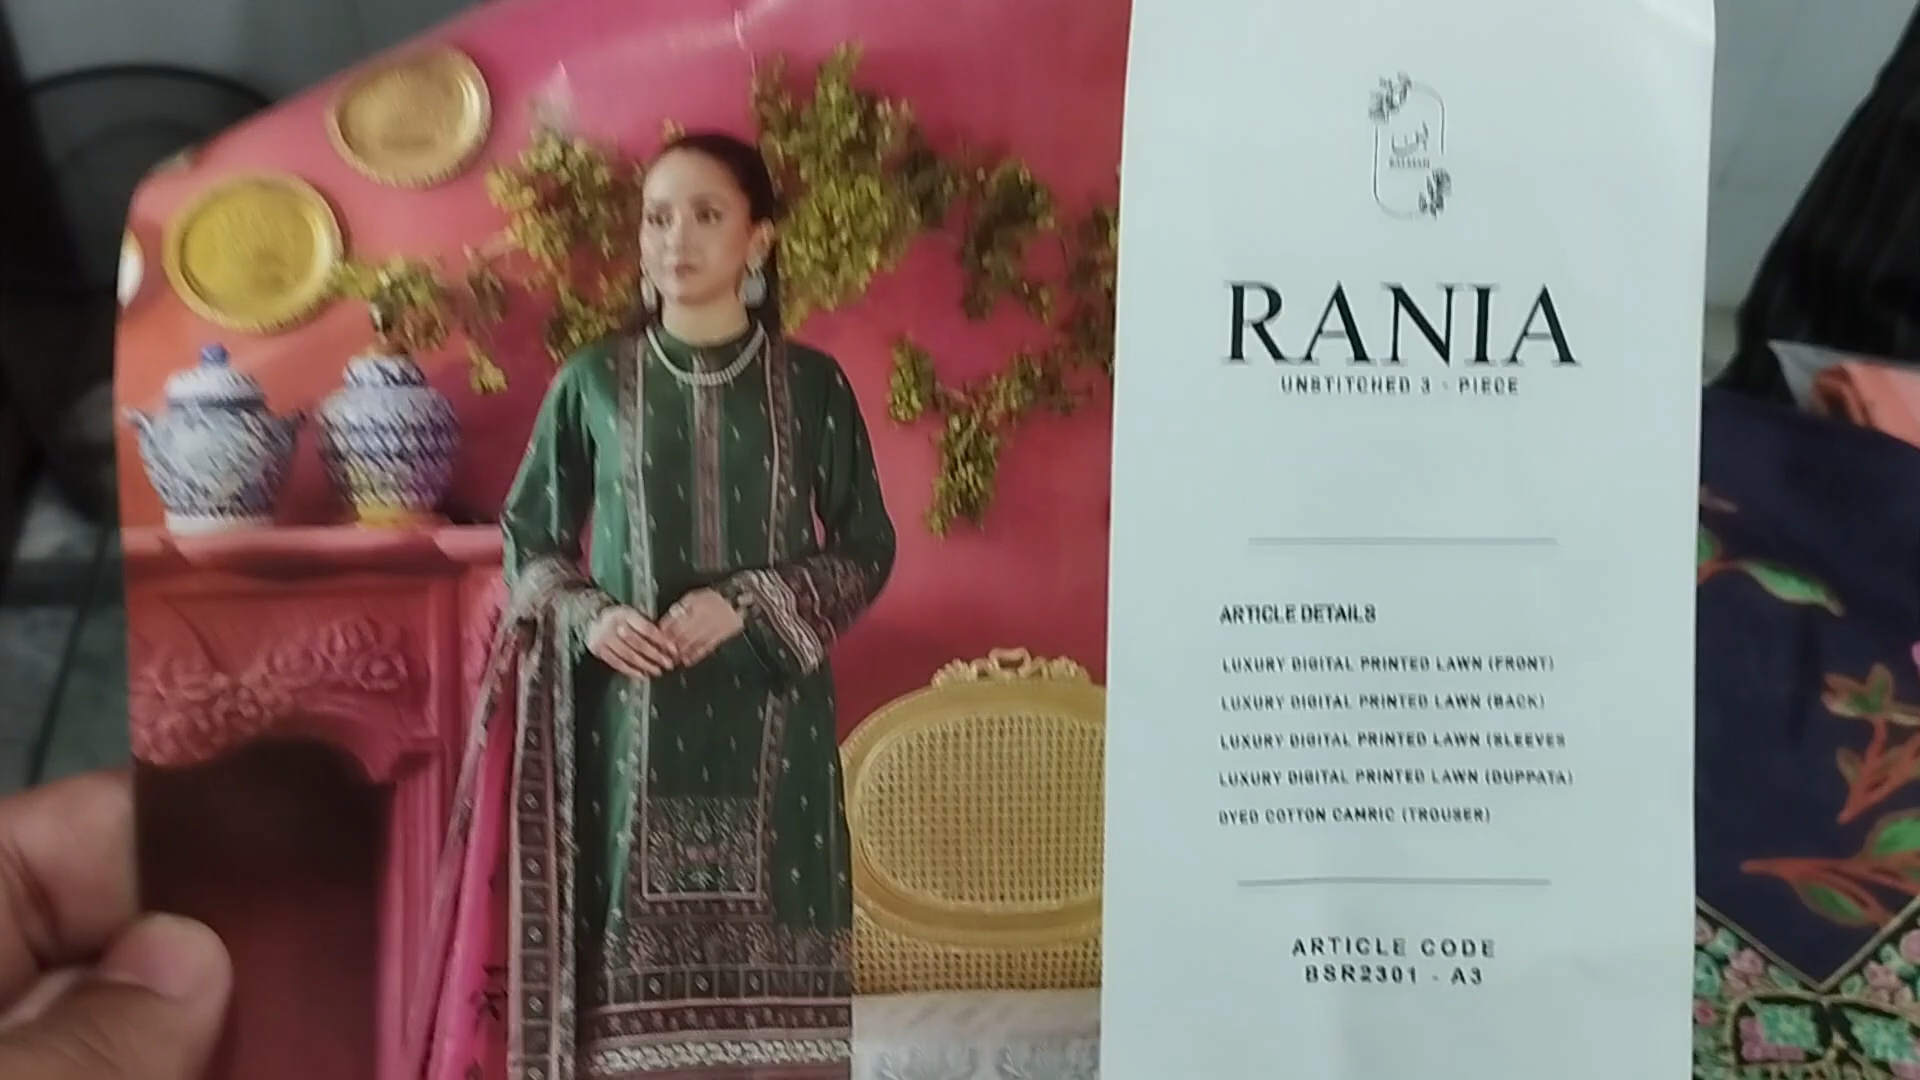 RANIA
UNSTITCHED 3 - PIECE
ARTICLE DETAILS
LUXURY DIGITAL PRINTED LAWN (FRONT)
LUXURY DIGITAL PRINTED LAWN (BACK)
LUXURY DIGITAL PRINTED LAWN (SLEEVES
LUXURY DIGITAL PRINTED LAWN (DUPPATA)
DYED COTTON CAMRIC (TROUSER)
ARTICLE CODE
BSR2301 - A3